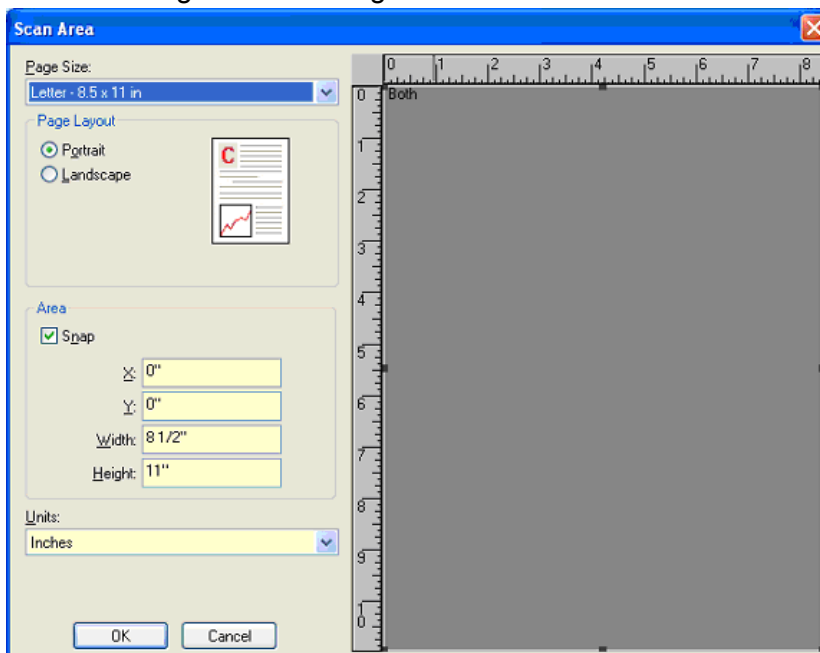 Scan Area
Page Size:
Letter - 8.5 x 11 in
Page Layout
Portrait
Landscape
C
Area
Snap
X: 0"
Y: 0"
Width: 8 1/2"
Height: 11"
Units:
Inches
OK Cancel
0 1 2 3 4 5 6 7 8
Both
0
1
2
3
4
5
6
7
8
9
10